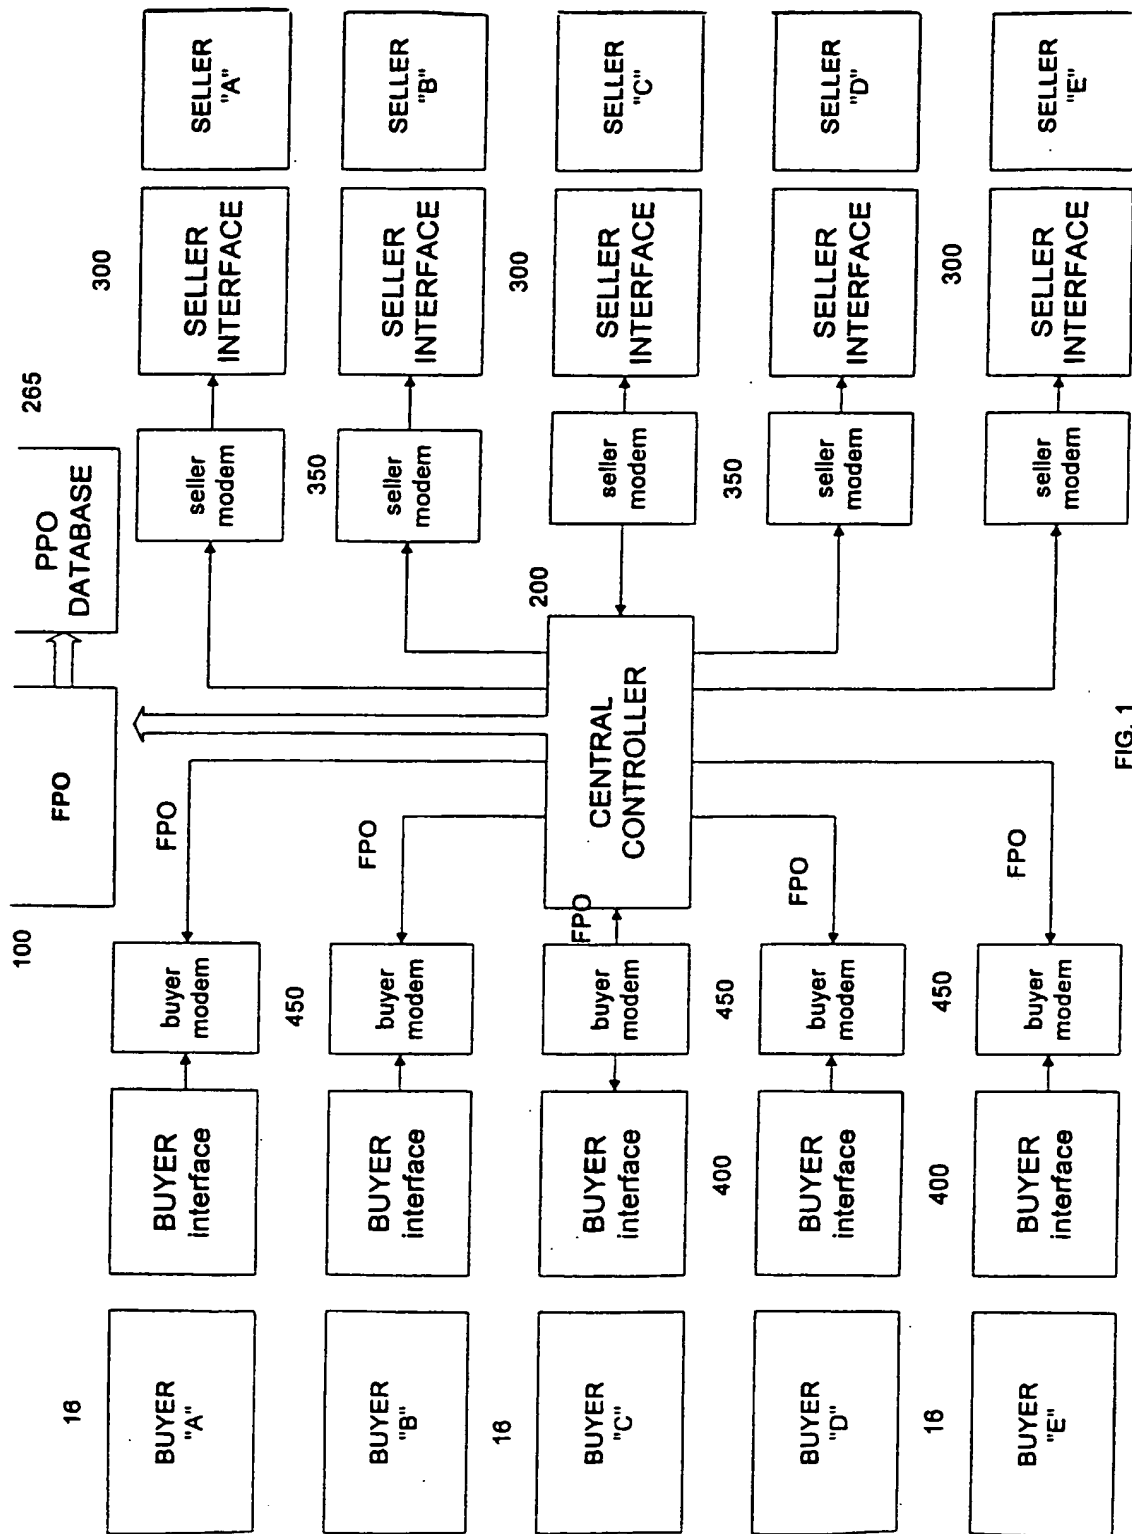 100
265
FPO
PPO
DATABASE
16
300
BUYER
"A"
BUYER
interface
buyer
modem
FPO
seller
modem
SELLER
INTERFACE
SELLER
"A"
450
350
BUYER
"B"
BUYER
interface
buyer
modem
FPO
seller
modem
SELLER
INTERFACE
SELLER
"B"
16
300
200
BUYER
"C"
BUYER
interface
buyer
modem
FPO
CENTRAL
CONTROLLER
seller
modem
SELLER
INTERFACE
SELLER
"C"
400
450
350
BUYER
"D"
BUYER
interface
buyer
modem
FPO
seller
modem
SELLER
INTERFACE
SELLER
"D"
16
400
450
300
BUYER
"E"
BUYER
interface
buyer
modem
FPO
seller
modem
SELLER
INTERFACE
SELLER
"E"
FIG. 1